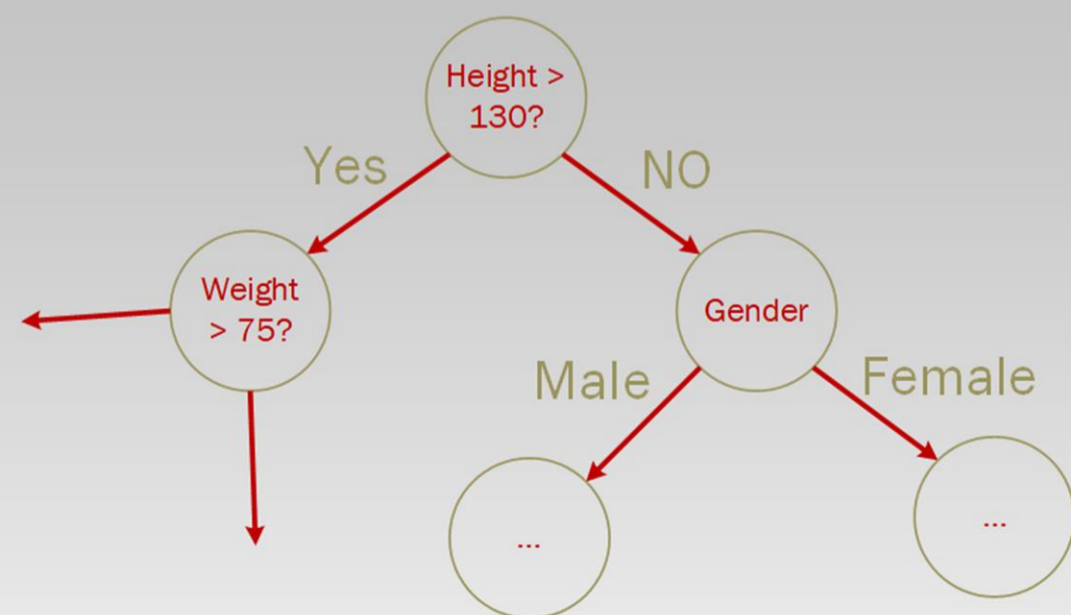 Height >
130?
Yes
NO
Weight
> 75?
Gender
Male
Female
...
...